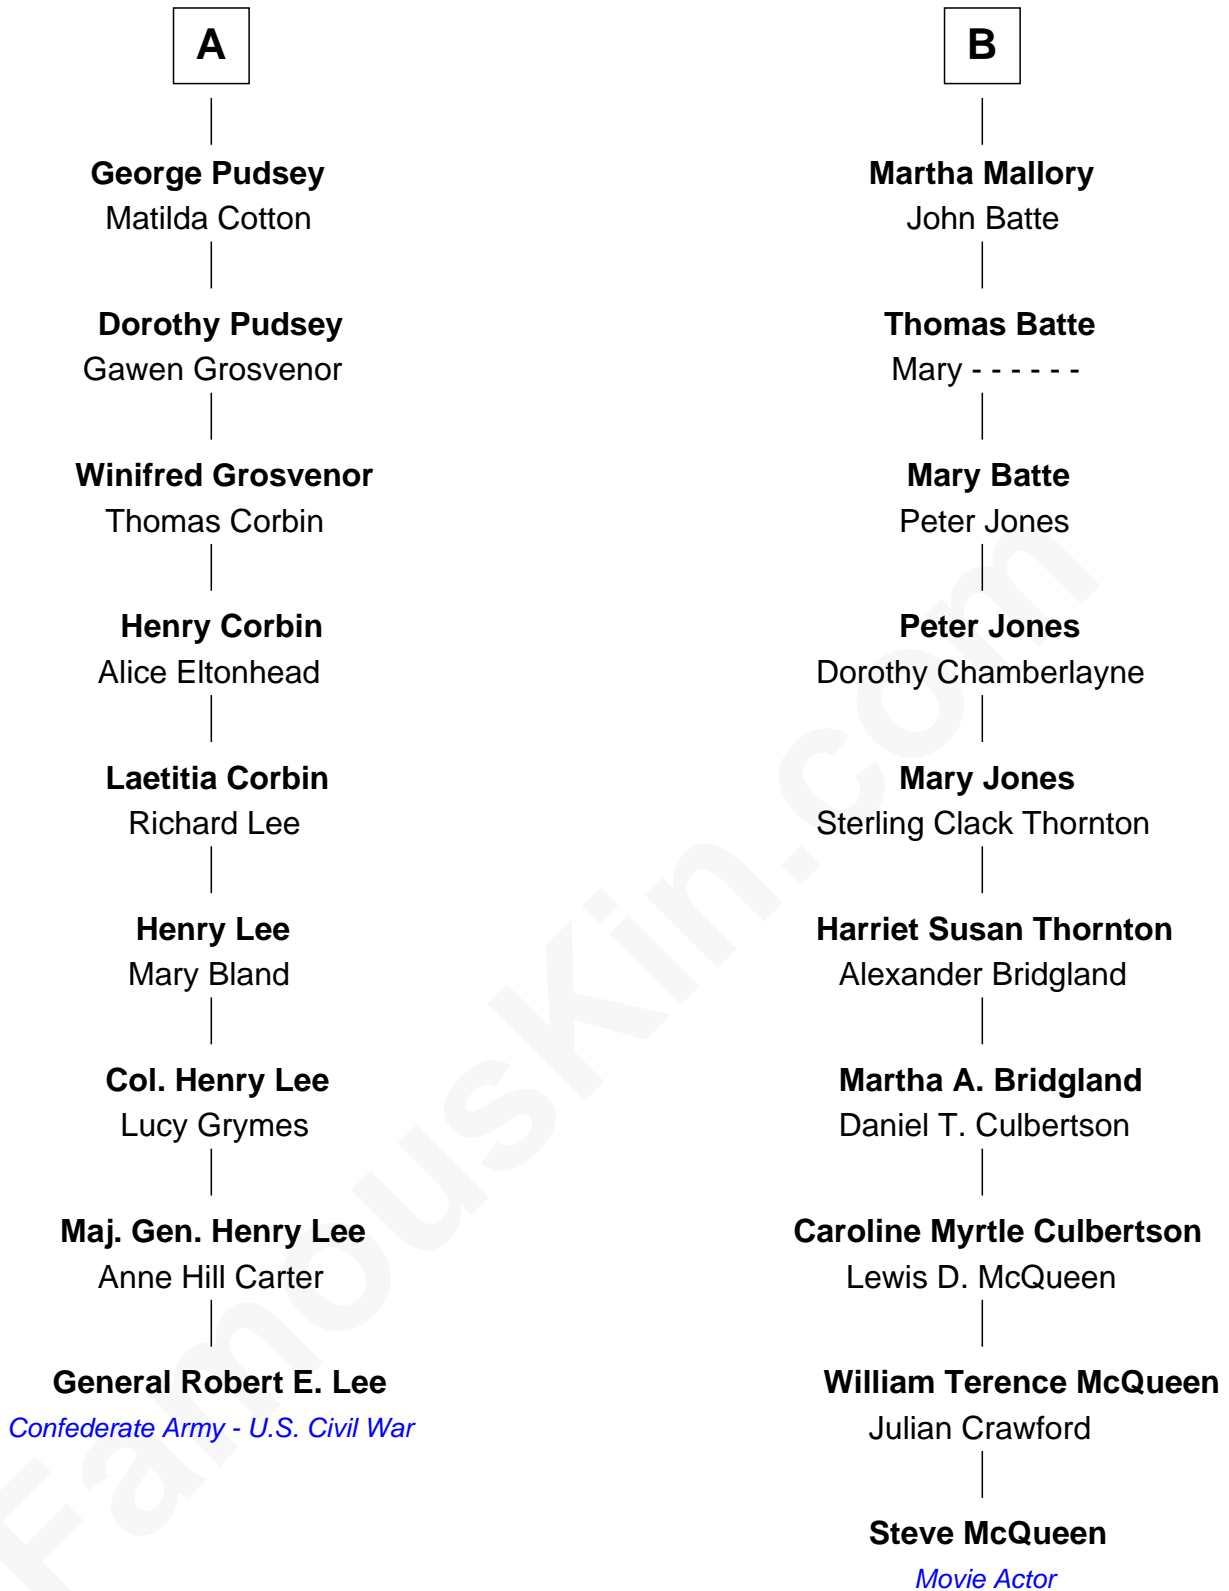 A
George Pudsey
Matilda Cotton
Dorothy Pudsey
Gawen Grosvenor
Winifred Grosvenor
Thomas Corbin
Henry Corbin
Alice Eltonhead
Laetitia Corbin
Richard Lee
Henry Lee
Mary Bland
Col. Henry Lee
Lucy Grymes
Maj. Gen. Henry Lee
Anne Hill Carter
General Robert E. Lee
Confederate Army - U.S. Civil War
B
Martha Mallory
John Batte
Thomas Batte
Mary - - - - - -
Mary Batte
Peter Jones
Peter Jones
Dorothy Chamberlayne
Mary Jones
Sterling Clack Thornton
Harriet Susan Thornton
Alexander Bridgland
Martha A. Bridgland
Daniel T. Culbertson
Caroline Myrtle Culbertson
Lewis D. McQueen
William Terence McQueen
Julian Crawford
Steve McQueen
Movie Actor
FamousKin.com